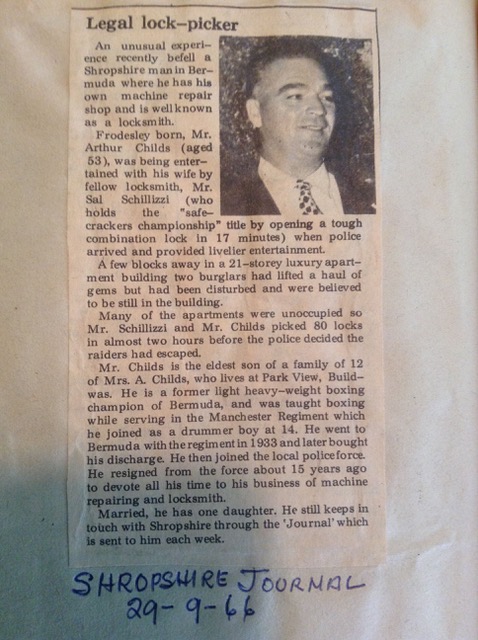 Legal lock-picker
An unusual experi-
ence recently befell a
Shropshire man in Ber-
muda where he has his
own machine repair
shop and is well known
as a locksmith.
Frodesley born, Mr.
Arthur Childs (aged
53), was being enter-
tained with his wife by
fellow locksmith, Mr.
Sal Schillizzi (who
holds the "safe-
crackers championship" title by opening a tough
combination lock in 17 minutes) when police
arrived and provided livelier entertainment.
A few blocks away in a 21-storey luxury apart-
ment building two burglars had lifted a haul of
gems but had been disturbed and were believed
to be still in the building.
Many of the apartments were unoccupied so
Mr. Schillizzi and Mr. Childs picked 80 locks
in almost two hours before the police decided the
raiders had escaped.
Mr. Childs is the eldest son of a family of 12
of Mrs. A. Childs, who lives at Park View, Build-
was. He is a former light heavy-weight boxing
champion of Bermuda, and was taught boxing
while serving in the Manchester Regiment which
he joined as a drummer boy at 14. He went to
Bermuda with the regiment in 1933 and later bought
his discharge. He then joined the local police force.
He resigned from the force about 15 years ago
to devote all his time to his business of machine
repairing and locksmith.
Married, he has one daughter. He still keeps in
touch with Shropshire through the 'Journal' which
is sent to him each week.
SHROPSHIRE JOURNAL
29-9-66